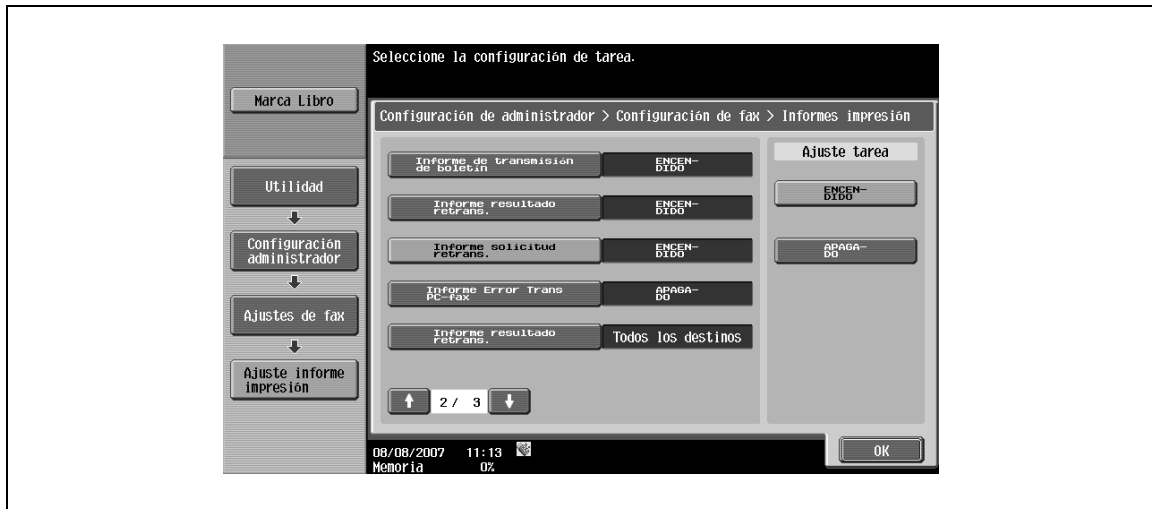 Seleccione la configuración de tarea.
Marca Libro
Configuración de administrador > Configuración de fax > Informes impresión
Utilidad
Configuración
administrador
Ajustes de fax
Ajuste informe
impresión
Informe de transmisión
de boletín
ENCEN-
DIDO
Informe resultado
retrans.
ENCEN-
DIDO
Informe solicitud
retrans.
ENCEN-
DIDO
Informe Error Trans
PC-fax
APAGA-
DO
Informe resultado
retrans.
Todos los destinos
2/ 3
Ajuste tarea
ENCEN-
DIDO
APAGA-
DO
08/08/2007 11:13
Memoria 0%
OK